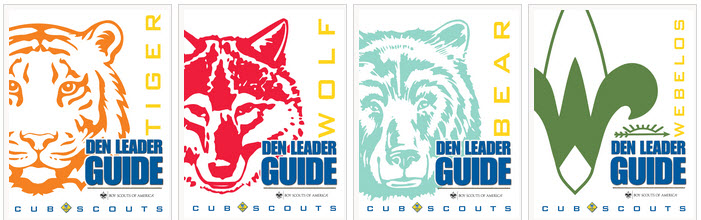 TIGER
DEN LEADER
GUIDE
BOY SCOUTS OF AMERICA
CUB SCOUTS
WOLF
DEN LEADER
GUIDE
BOY SCOUTS OF AMERICA
CUB SCOUTS
BEAR
DEN LEADER
GUIDE
BOY SCOUTS OF AMERICA
CUB SCOUTS
WEBELOS
DEN LEADER
GUIDE
BOY SCOUTS OF AMERICA
CUB SCOUTS